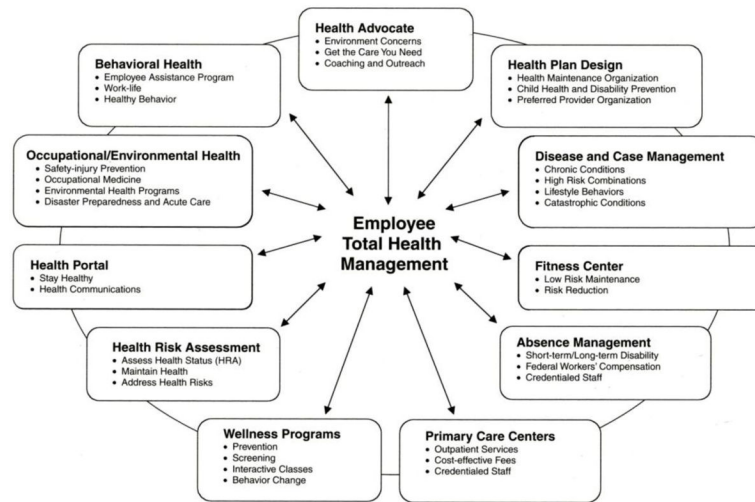 Health Advocate
• Environment Concerns
• Get the Care You Need
• Coaching and Outreach
Behavioral Health
• Employee Assistance Program
• Work-life
• Healthy Behavior
Health Plan Design
• Health Maintenance Organization
• Child Health and Disability Prevention
• Preferred Provider Organization
Occupational/Environmental Health
• Safety-injury Prevention
• Occupational Medicine
• Environmental Health Programs
• Disaster Preparedness and Acute Care
Disease and Case Management
• Chronic Conditions
• High Risk Combinations
• Lifestyle Behaviors
• Catastrophic Conditions
Employee
Total Health
Management
Health Portal
• Stay Healthy
• Health Communications
Fitness Center
• Low Risk Maintenance
• Risk Reduction
Health Risk Assessment
• Assess Health Status (HRA)
• Maintain Health
• Address Health Risks
Absence Management
• Short-term/Long-term Disability
• Federal Workers' Compensation
• Credentialed Staff
Wellness Programs
• Prevention
• Screening
• Interactive Classes
• Behavior Change
Primary Care Centers
• Outpatient Services
• Cost-effective Fees
• Credentialed Staff